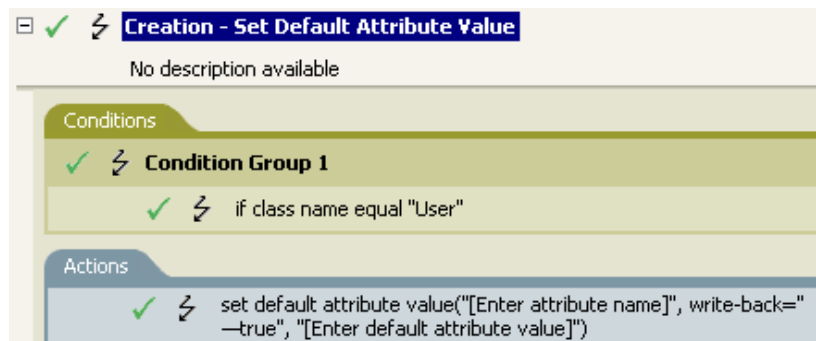 Creation - Set Default Attribute Value
No description available
Conditions
Condition Group 1
if class name equal "User"
Actions
set default attribute value("[Enter attribute name]", write-back="
—true", "[Enter default attribute value]")